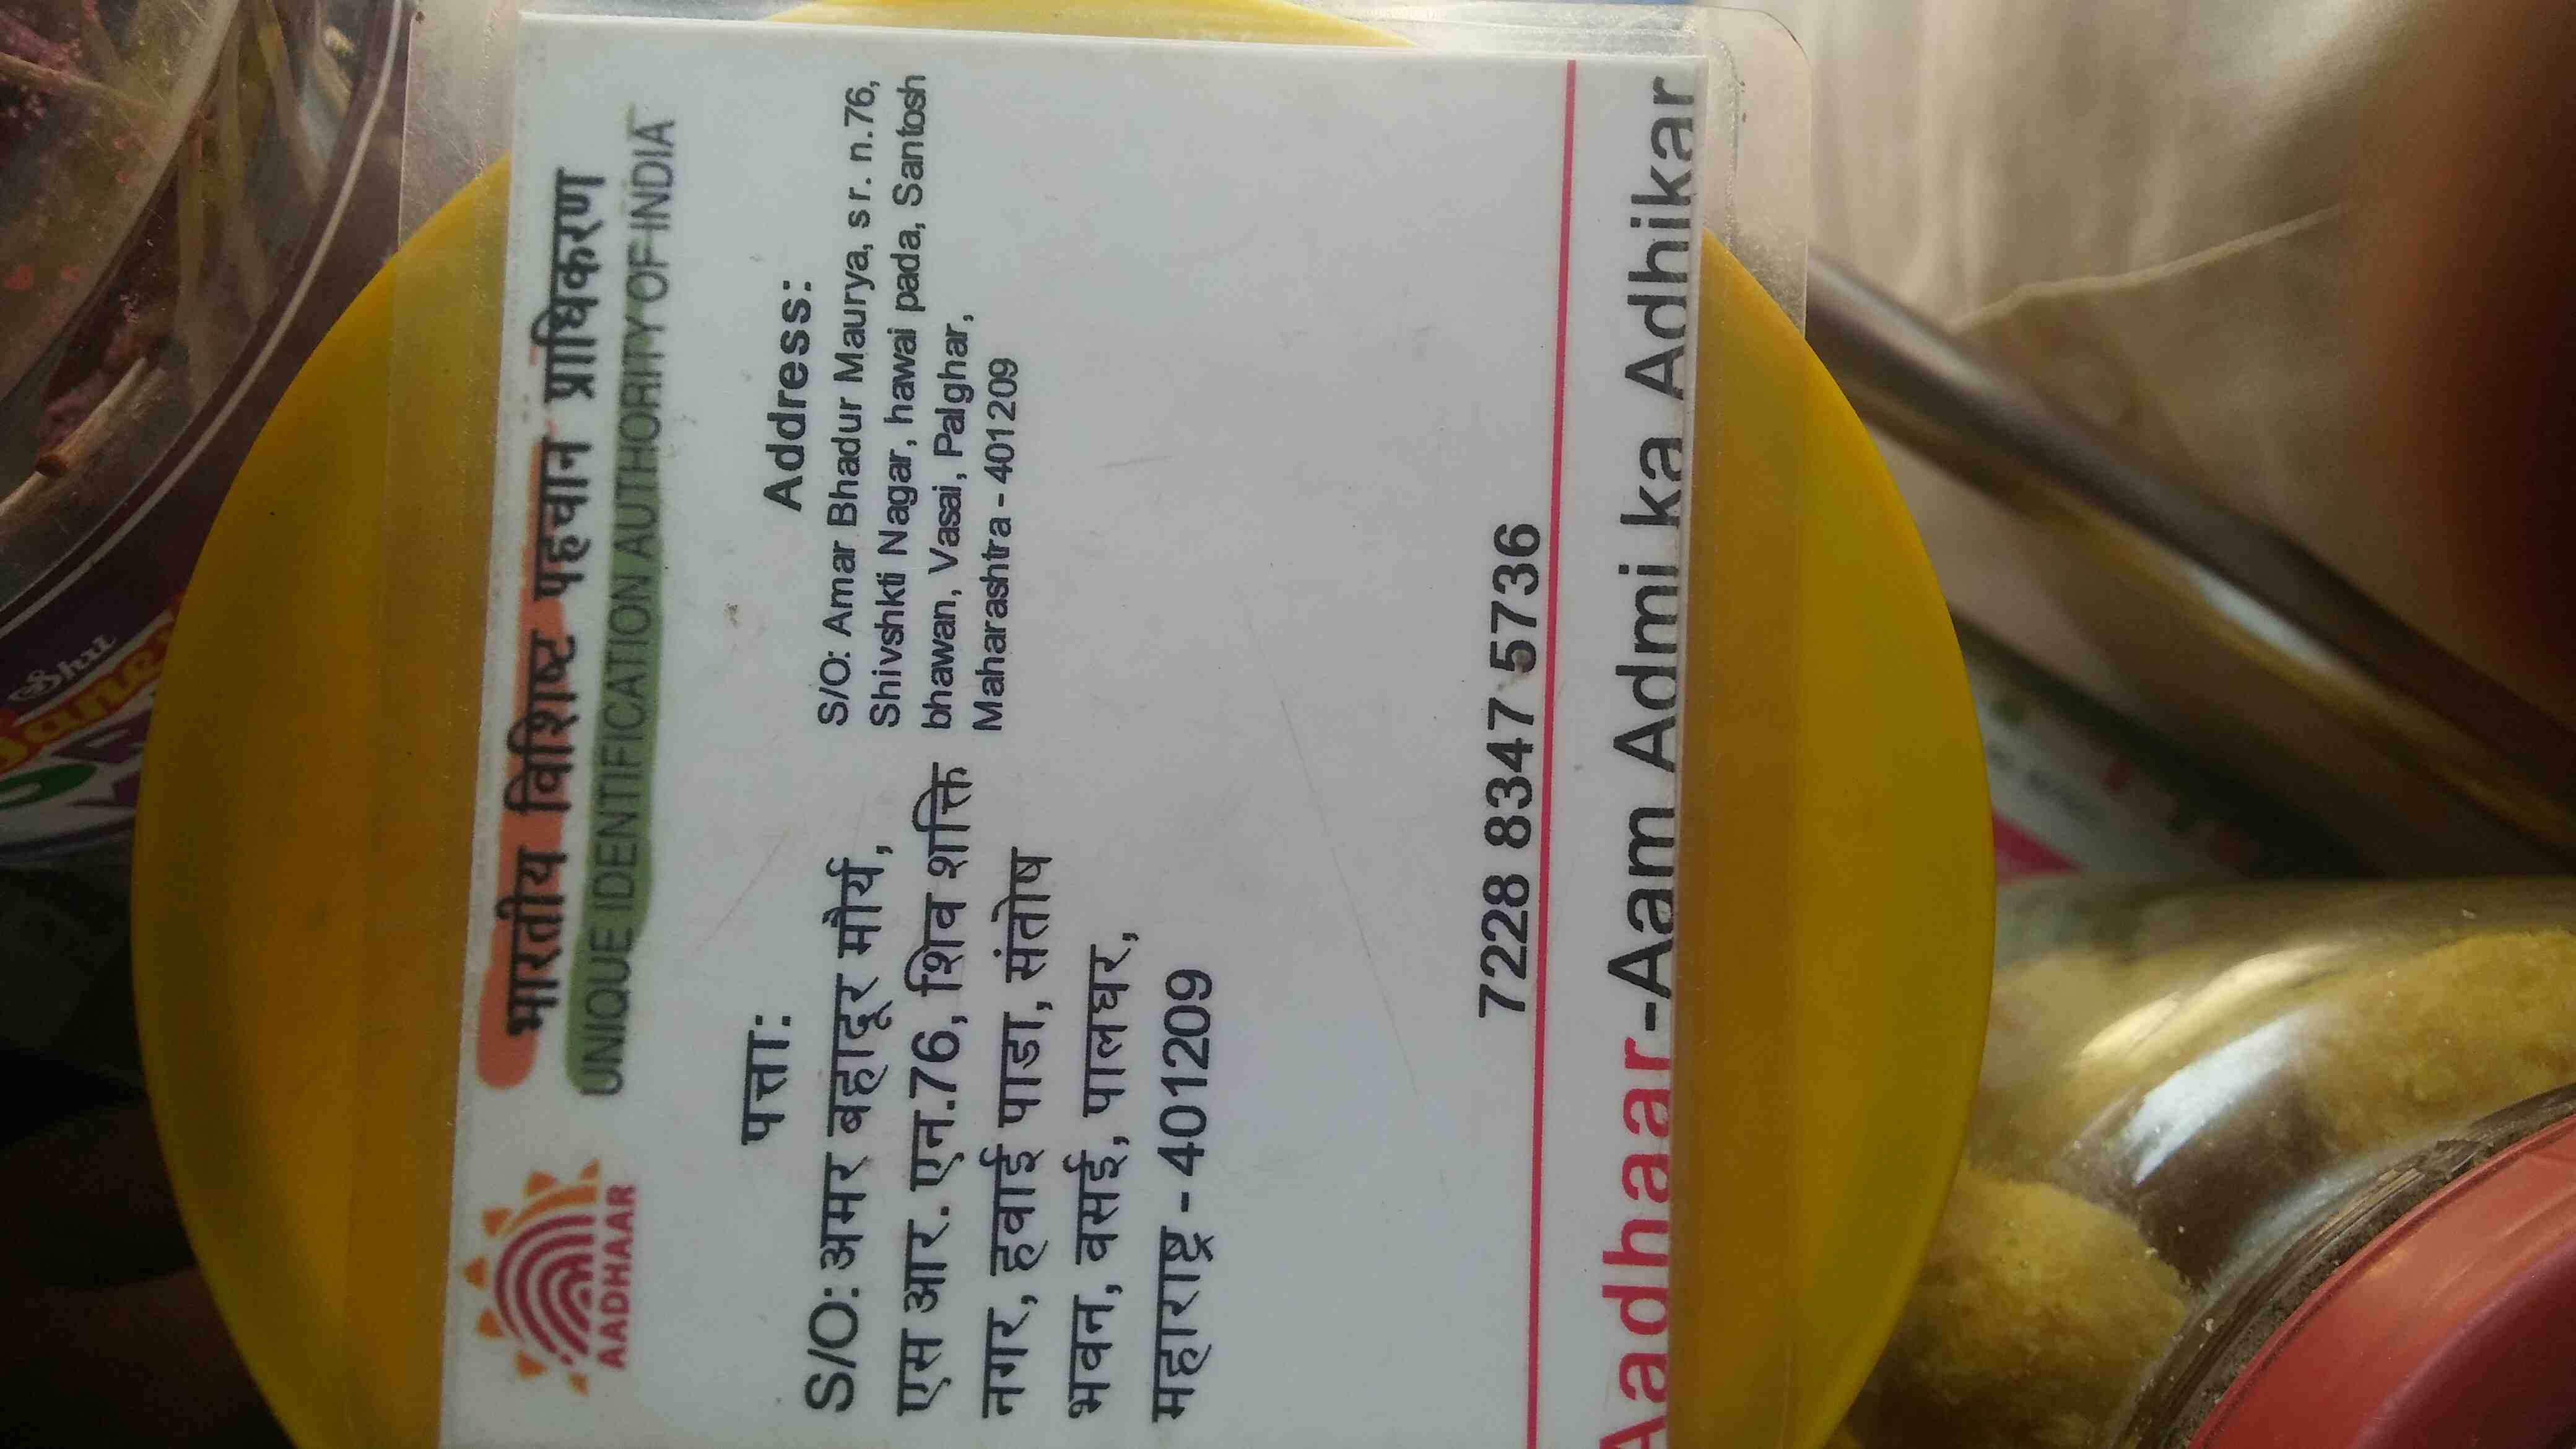 भारतीय विशिष्ट पहचान प्राधिकरण
UNIQUE IDENTIFICATION AUTHORITY OF INDIA
AADHAAR
पत्ता:
S/O: अमर बहादूर मौर्य,
एस आर. एन.76, शिव शक्ति
नगर, हवाई पाडा, संतोष
भवन, वसई, पालघर,
महाराष्ट्र - 401209
Address:
S/O: Amar Bhadur Maurya, s r. n.76,
Shivshkti Nagar, hawai pada, Santosh
bhawan, Vasai, Palghar,
Maharashtra - 401209
7228 8347 5736
Aadhaar-Aam Admi ka Adhikar
Shu